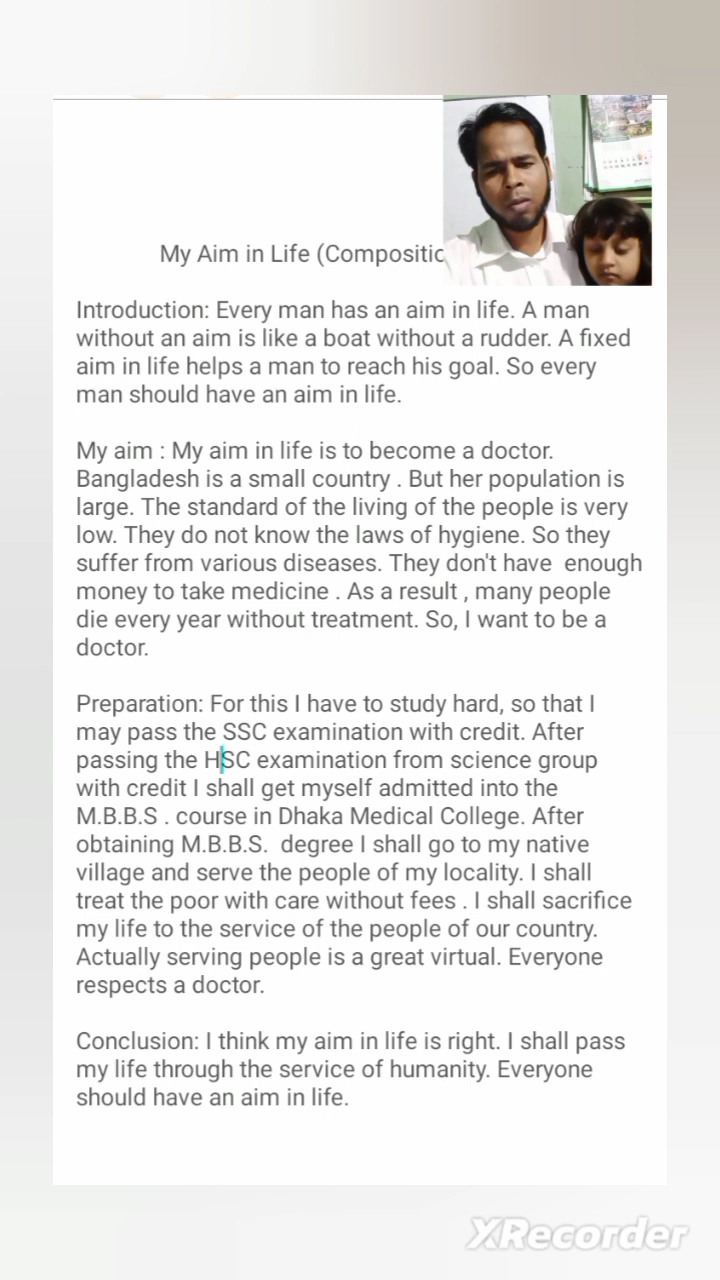 My Aim in Life (Compositic
Introduction: Every man has an aim in life. A man
without an aim is like a boat without a rudder. A fixed
aim in life helps a man to reach his goal. So every
man should have an aim in life.
My aim : My aim in life is to become a doctor.
Bangladesh is a small country . But her population is
large. The standard of the living of the people is very
low. They do not know the laws of hygiene. So they
suffer from various diseases. They don't have  enough
money to take medicine . As a result , many people
die every year without treatment. So, I want to be a
doctor.
Preparation: For this I have to study hard, so that I
may pass the SSC examination with credit. After
passing the HSC examination from science group
with credit I shall get myself admitted into the
M.B.B.S . course in Dhaka Medical College. After
obtaining M.B.B.S.  degree I shall go to my native
village and serve the people of my locality. I shall
treat the poor with care without fees . I shall sacrifice
my life to the service of the people of our country.
Actually serving people is a great virtual. Everyone
respects a doctor.
Conclusion: I think my aim in life is right. I shall pass
my life through the service of humanity. Everyone
should have an aim in life.
XRecorder